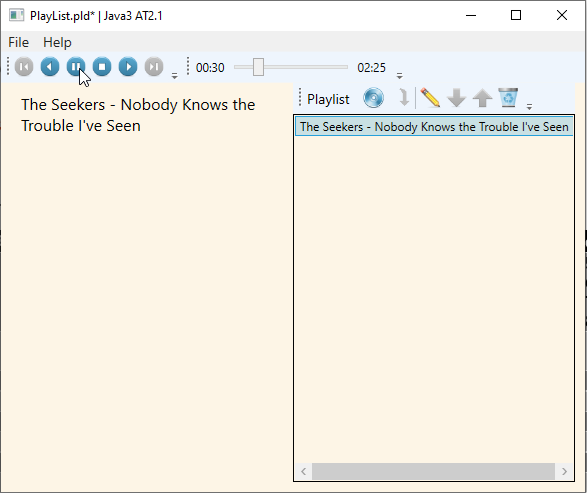 PlayList.pld* | Java3 AT2.1
File Help
00:30 02:25
The Seekers - Nobody Knows the
Trouble I've Seen
Playlist
The Seekers - Nobody Knows the Trouble I've Seen